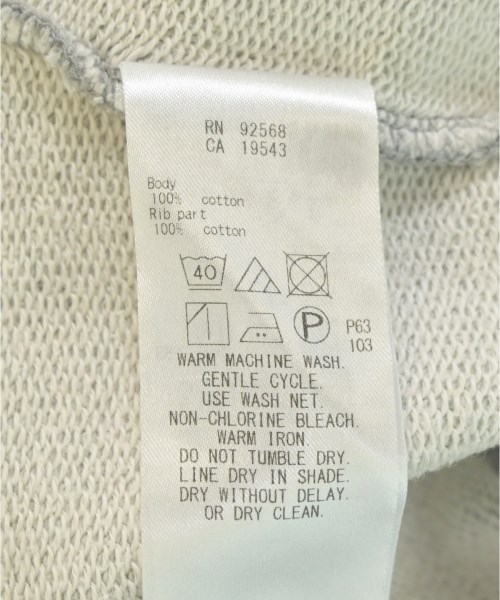 RN 92568
CA 19543
Body
100% cotton
Rib part
100% cotton
40
P P63
103
WARM MACHINE WASH.
GENTLE CYCLE.
USE WASH NET.
NON-CHLORINE BLEACH.
WARM IRON.
DO NOT TUMBLE DRY.
LINE DRY IN SHADE.
DRY WITHOUT DELAY.
OR DRY CLEAN.